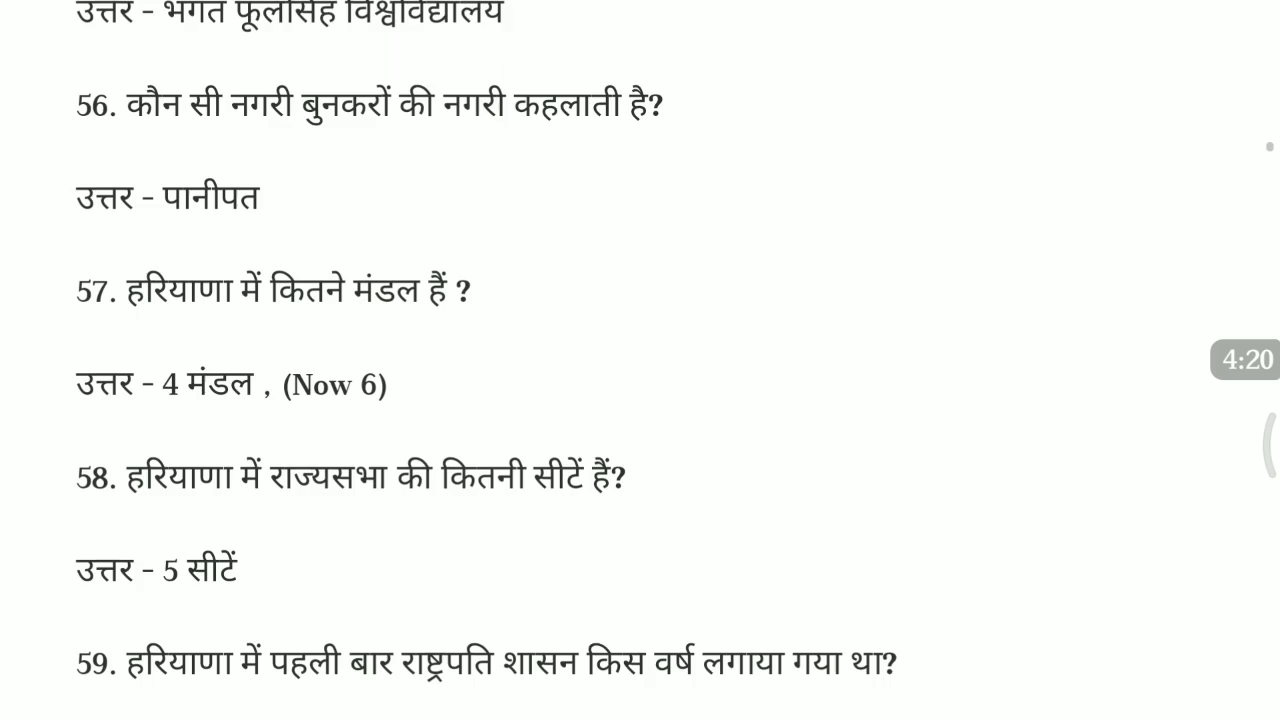 उत्तर - भगत फूलसिंह विश्वविद्यालय
56. कौन सी नगरी बुनकरों की नगरी कहलाती है?
उत्तर - पानीपत
57. हरियाणा में कितने मंडल हैं ?
उत्तर - 4 मंडल , (Now 6)
4:20
58. हरियाणा में राज्यसभा की कितनी सीटें हैं?
उत्तर - 5 सीटें
59. हरियाणा में पहली बार राष्ट्रपति शासन किस वर्ष लगाया गया था?